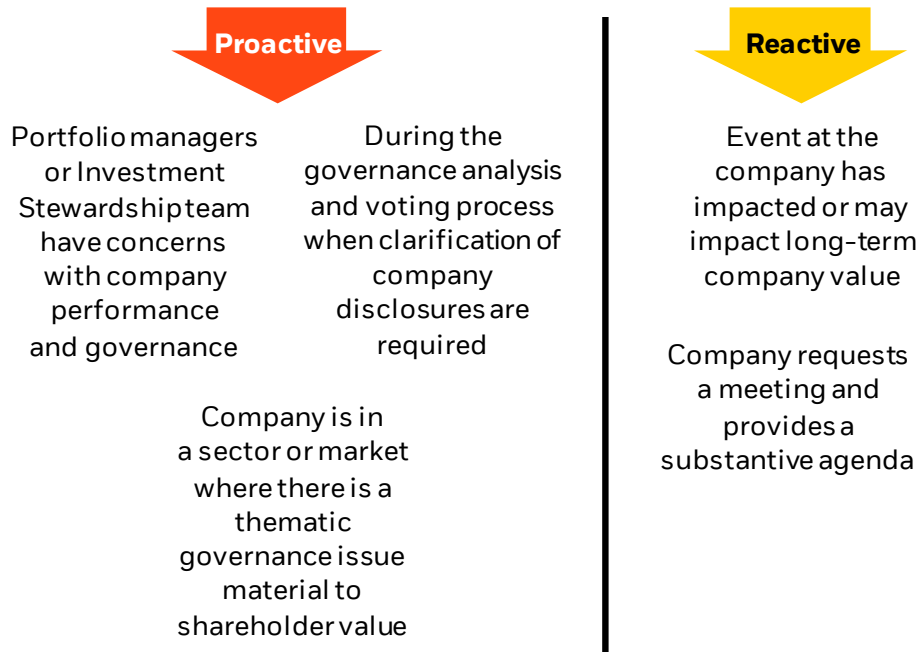 Proactive
Portfolio managers
or Investment
Stewardship team
have concerns
with company
performance
and governance
During the
governance analysis
and voting process
when clarification of
company
disclosures are
required
Company is in
a sector or market
where there is a
thematic
governance issue
material to
shareholder value
Reactive
Event at the
company has
impacted or may
impact long-term
company value
Company requests
a meeting and
provides a
substantive agenda